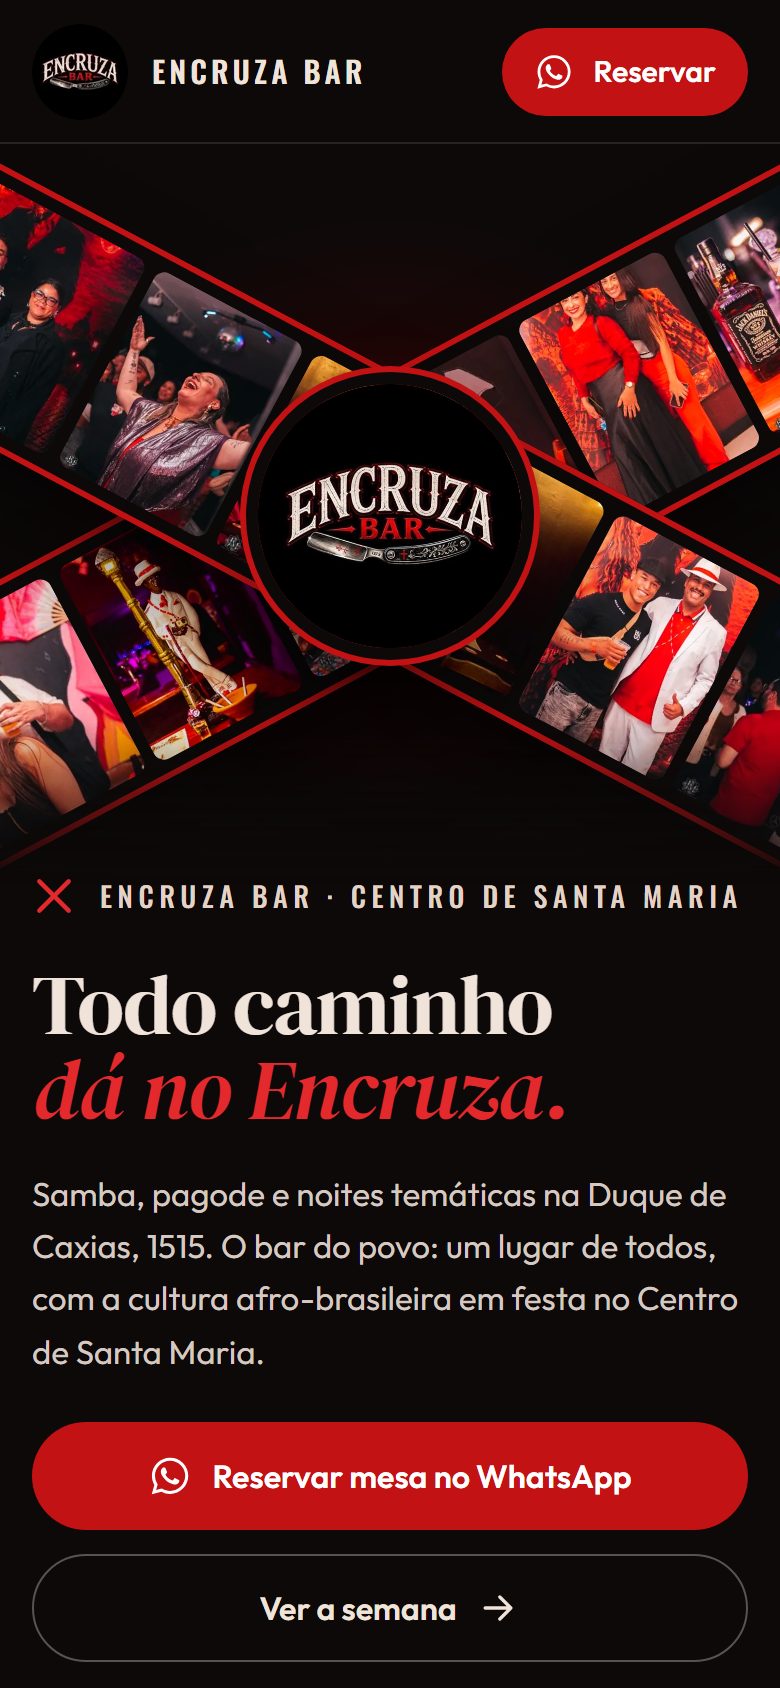 ENCRUZA
BAR
ENCRUZA BAR
Reservar
JACK DANIEL'S
ENCRUZA
BAR
ENCRUZA BAR · CENTRO DE SANTA MARIA
Todo caminho
dá no Encruza.
Samba, pagode e noites temáticas na Duque de
Caxias, 1515. O bar do povo: um lugar de todos,
com a cultura afro-brasileira em festa no Centro
de Santa Maria.
Reservar mesa no WhatsApp
Ver a semana